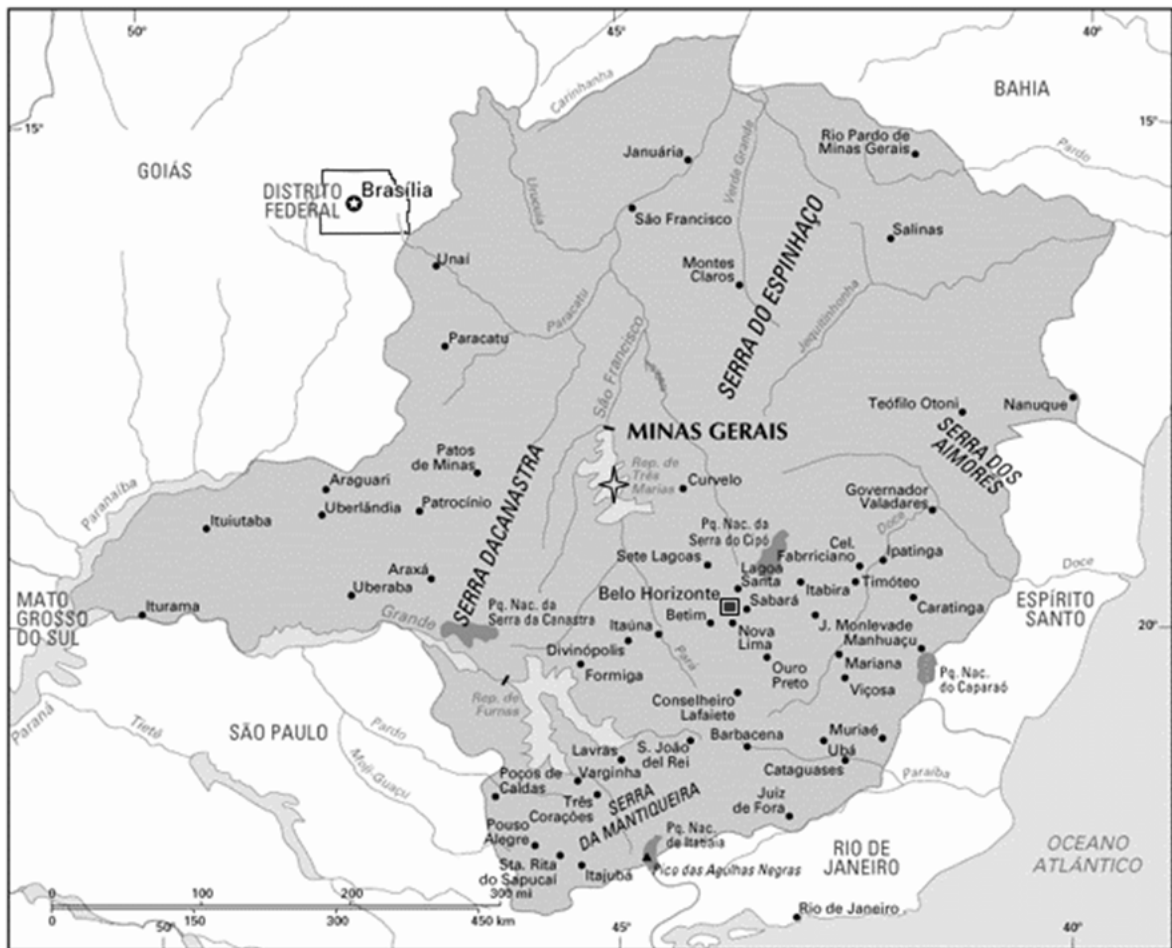 50°
45°
40°
Carinhanha
BAHIA
15°
15°
GOIÁS
Januária
Verde Grande
Rio Pardo de
Minas Gerais
Pardo
DISTRITO
FEDERAL
Brasília
Urucuia
São Francisco
SERRA DO ESPINHAÇO
Salinas
Unaí
Montes
Claros
Paracatu
Jequitinhonha
Paracatu
São Francisco
Teófilo Otoni
Nanuque
MINAS GERAIS
SERRA DOS
AIMORÉS
Patos
de Minas
SERRA DACANASTRA
Rep. de
Três
Marias
Curvelo
Araguari
Paranaíba
Uberlândia
Patrocínio
Ituiutaba
Governador
Valadares
Doce
Pq. Nac. da
Serra do Cipó
Sete Lagoas
Lagoa
Santa
Cel.
Fabrriciano
Ipatinga
Doce
Araxá
Uberaba
Belo Horizonte
Sabará
Itabira
Timóteo
Caratinga
ESPÍRITO
SANTO
MATO
GROSSO
DO SUL
Iturama
Grande
Pq. Nac. da
Serra da Canastra
Itaúna
Betim
Nova
Lima
J. Monlevade
Manhuaçu
20°
Divinópolis
Formiga
Pará
Ouro
Preto
Mariana
Viçosa
Pq. Nac.
do Caparaó
Rep. de
Furnas
Conselheiro
Lafaiete
Paraná
Tietê
SÃO PAULO
Pardo
Moji-Guaçu
Lavras
S. João
del Rei
Barbacena
Muriaé
Ubá
Cataguases
Paraíba
Poços de
Caldas
Varginha
Três
Corações
SERRA
DA MANTIQUEIRA
Juiz
de Fora
Pouso
Alegre
Pq. Nac.
de Itatiaia
RIO DE
JANEIRO
OCEANO
ATLÁNTICO
Sta. Rita
do Sapucaí
Itajubá
Pico das Agúlhas Negras
0 100 200 300 mi
0 150 300 450 km
Rio de Janeiro
50°
45°
40°